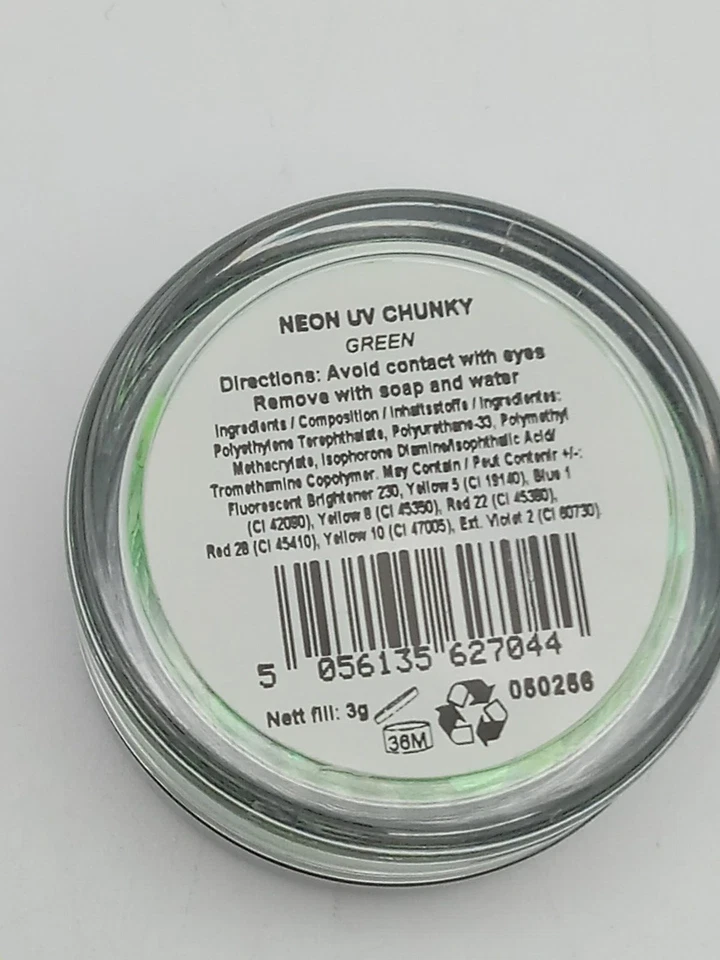 NEON UV CHUNKY
GREEN
Directions: Avoid contact with eyes
Remove with soap and water
Ingredients / Composition / Inhaltsstoffe / Ingredientes:
Polyethylene Terephthalate, Polyurethane-33, Polymethyl
Methacrylate, Isophorone Diamine/Isophthalic Acid/
Tromethamine Copolymer. May Contain / Peut Contenir +/-:
Fluorescent Brightener 230, Yellow 5 (CI 19140), Blue 1
(CI 42090), Yellow 8 (CI 45350), Red 22 (CI 45380),
Red 28 (CI 45410), Yellow 10 (CI 47005), Ext. Violet 2 (CI 60730).
5 056135 627044
Nett fill: 3g
36M
050256